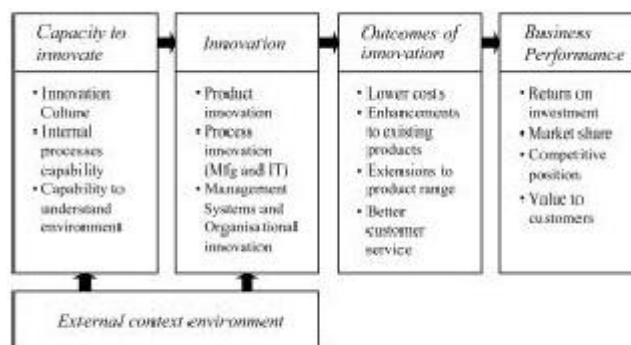 Capacity to
innovate
Innovation
Outcomes of
innovation
Business
Performance
• Innovation
Culture
• Internal
processes
capability
• Capability to
understand
environment
• Product
innovation
• Process
innovation
(Mfg and IT)
• Management
Systems and
Organisational
innovation
• Lower costs
• Enhancements
to existing
products
• Extensions to
product range
• Better
customer
service
• Return on
investment
• Market share
• Competitive
position
• Value to
customers
External context environment